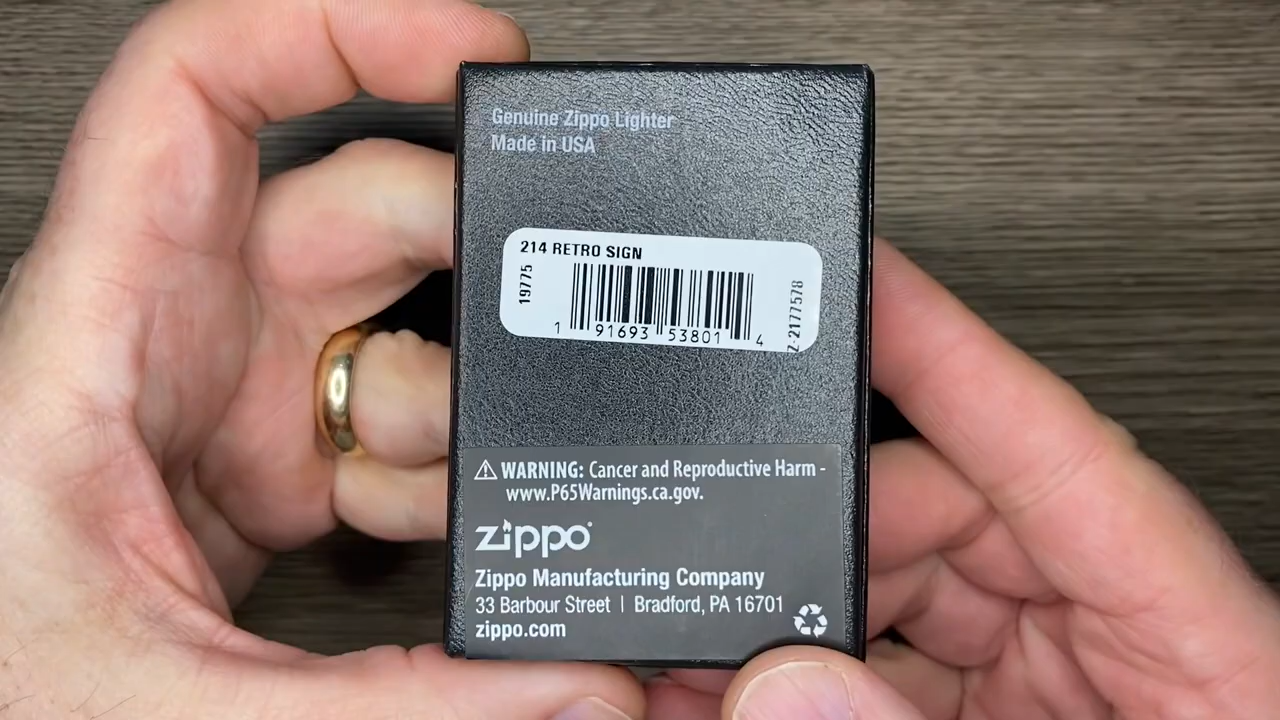 Genuine Zippo Lighter
Made in USA
214 RETRO SIGN
19775
1 91693 53801 4
Z-2177578
WARNING: Cancer and Reproductive Harm -
www.P65Warnings.ca.gov.
zippo
Zippo Manufacturing Company
33 Barbour Street | Bradford, PA 16701
zippo.com